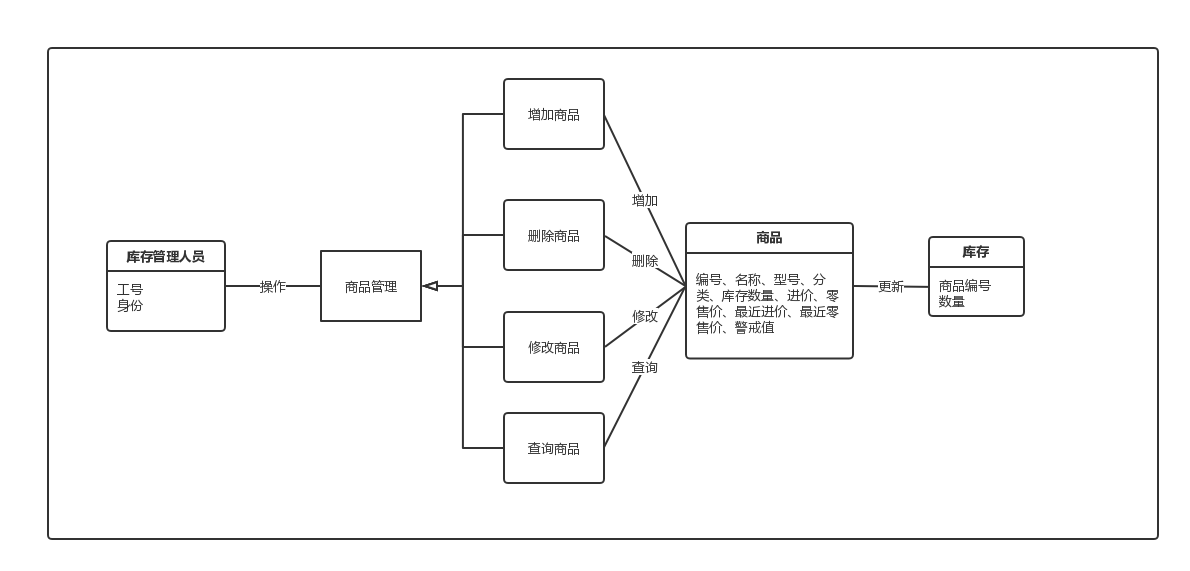 库存管理人员
工号
身份
操作
商品管理
增加商品
删除商品
修改商品
查询商品
增加
删除
修改
查询
商品
编号、名称、型号、分
类、库存数量、进价、零
售价、最近进价、最近零
售价、警戒值
更新
库存
商品编号
数量